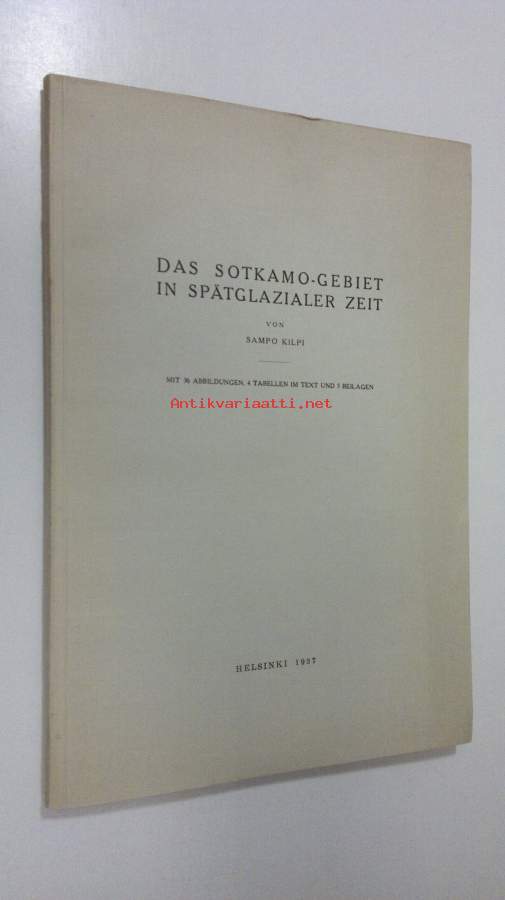 DAS SOTKAMO-GEBIET
IN SPÄTGLAZIALER ZEIT
VON
SAMPO KILPI
MIT 36 ABBILDUNGEN, 4 TABELLEN IM TEXT UND 5 BEILAGEN
Antikvariaatti.net
HELSINKI 1937